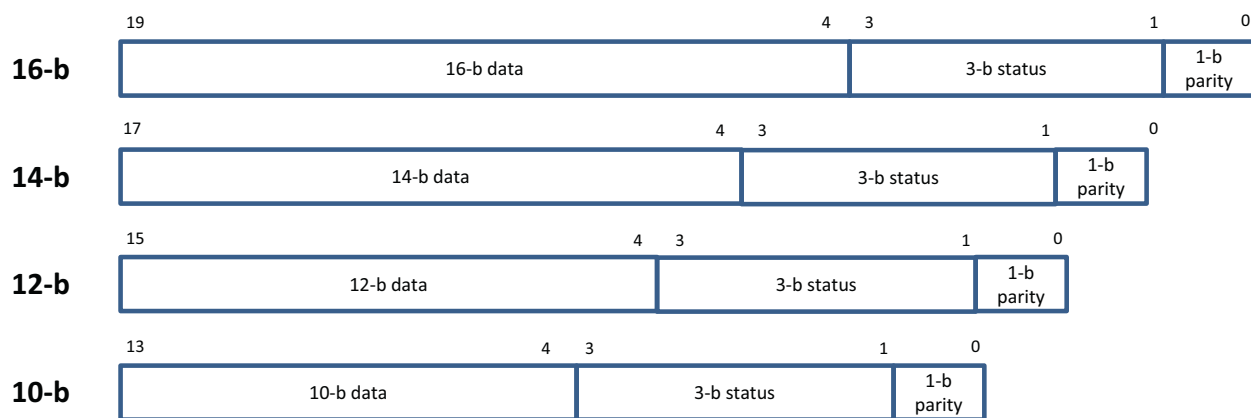 19 4 3 1 0
16-b 16-b data 3-b status 1-b
parity
17 4 3 1 0
14-b 14-b data 3-b status 1-b
parity
15 4 3 1 0
12-b 12-b data 3-b status 1-b
parity
13 4 3 1 0
10-b 10-b data 3-b status 1-b
parity